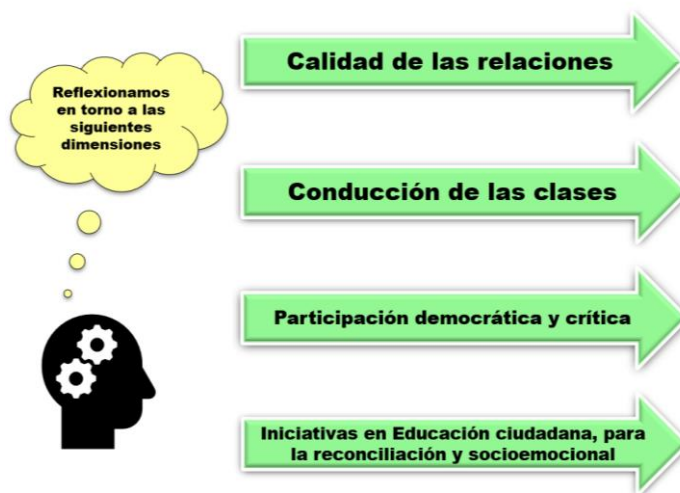 Reflexionamos
en torno a las
siguientes
dimensiones
Calidad de las relaciones
Conducción de las clases
Participación democrática y crítica
Iniciativas en Educación ciudadana, para
la reconciliación y socioemocional